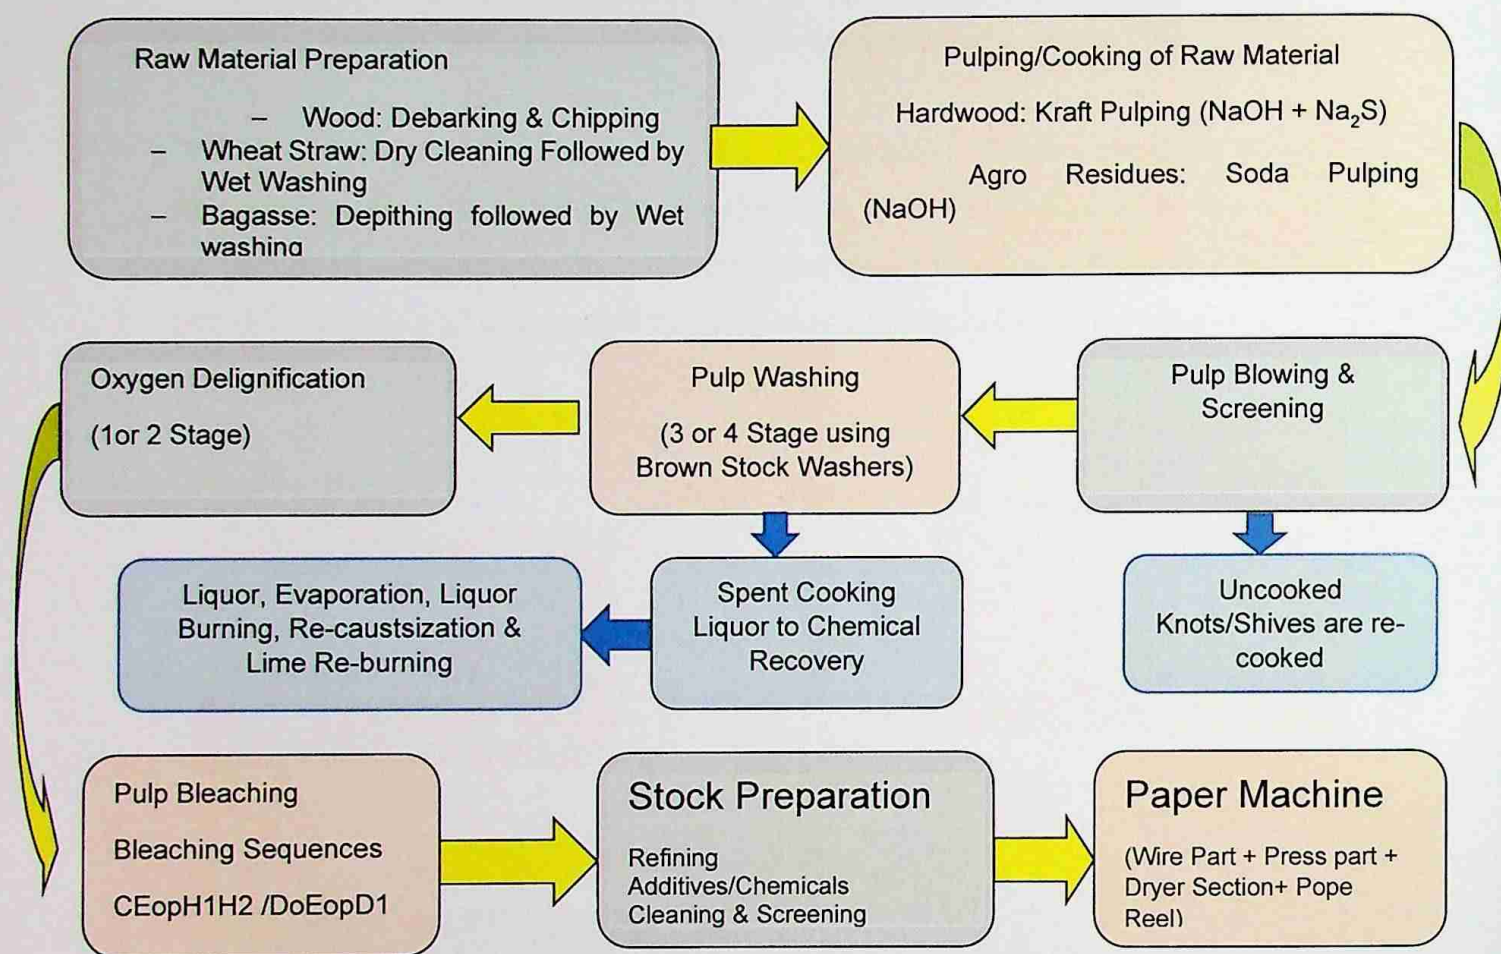 Raw Material Preparation
– Wood: Debarking & Chipping
– Wheat Straw: Dry Cleaning Followed by
Wet Washing
– Bagasse: Depithing followed by Wet
washing
Pulping/Cooking of Raw Material
Hardwood: Kraft Pulping (NaOH + Na₂S)
Agro Residues: Soda Pulping
(NaOH)
Oxygen Delignification
(1or 2 Stage)
Pulp Washing
(3 or 4 Stage using
Brown Stock Washers)
Pulp Blowing &
Screening
Liquor, Evaporation, Liquor
Burning, Re-caustsization &
Lime Re-burning
Spent Cooking
Liquor to Chemical
Recovery
Uncooked
Knots/Shives are re-
cooked
Pulp Bleaching
Bleaching Sequences
CEopH1H2 /DoEopD1
Stock Preparation
Refining
Additives/Chemicals
Cleaning & Screening
Paper Machine
(Wire Part + Press part +
Dryer Section+ Pope
Reel)